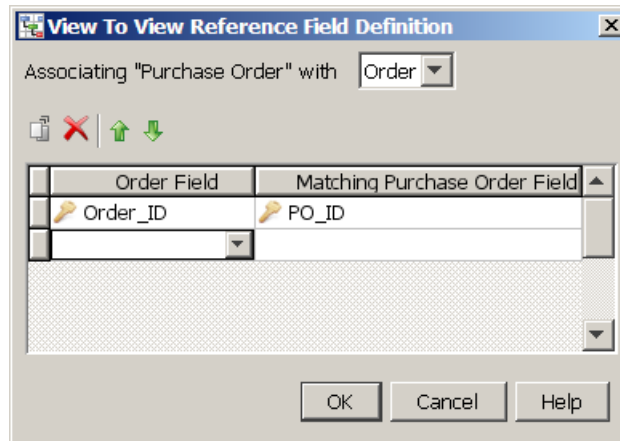 View To View Reference Field Definition
Associating "Purchase Order" with Order
Order Field Matching Purchase Order Field
Order_ID PO_ID
OK Cancel Help